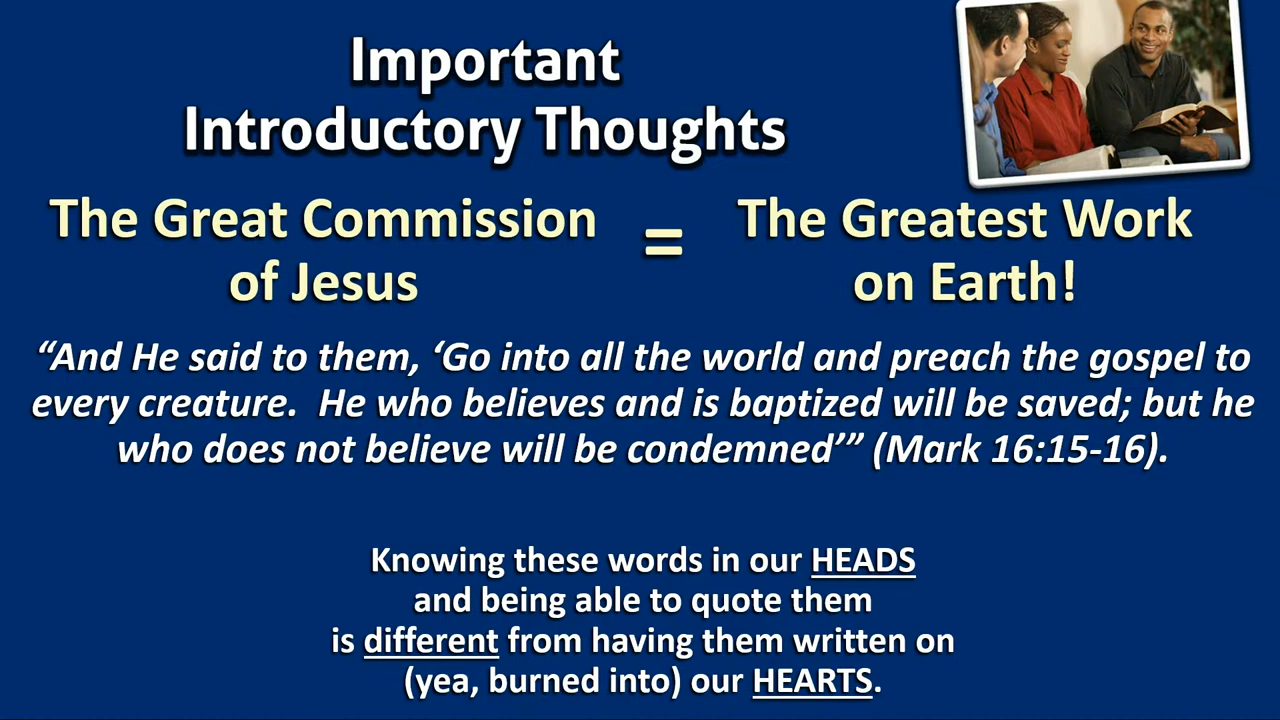 Important
Introductory Thoughts
The Great Commission
of Jesus
=
The Greatest Work
on Earth!
“And He said to them, ‘Go into all the world and preach the gospel to
every creature.  He who believes and is baptized will be saved; but he
who does not believe will be condemned’” (Mark 16:15-16).
Knowing these words in our HEADS
and being able to quote them
is different from having them written on
(yea, burned into) our HEARTS.